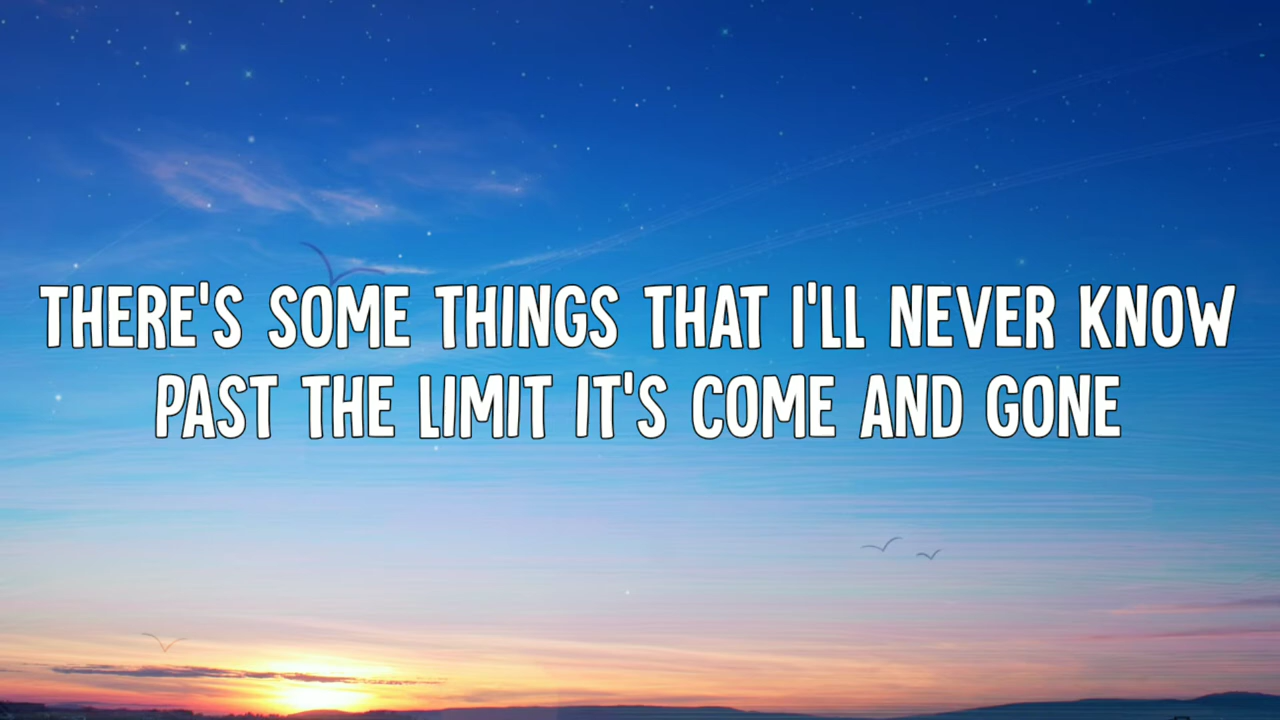 THERE'S SOME THINGS THAT I'LL NEVER KNOW
PAST THE LIMIT IT'S COME AND GONE